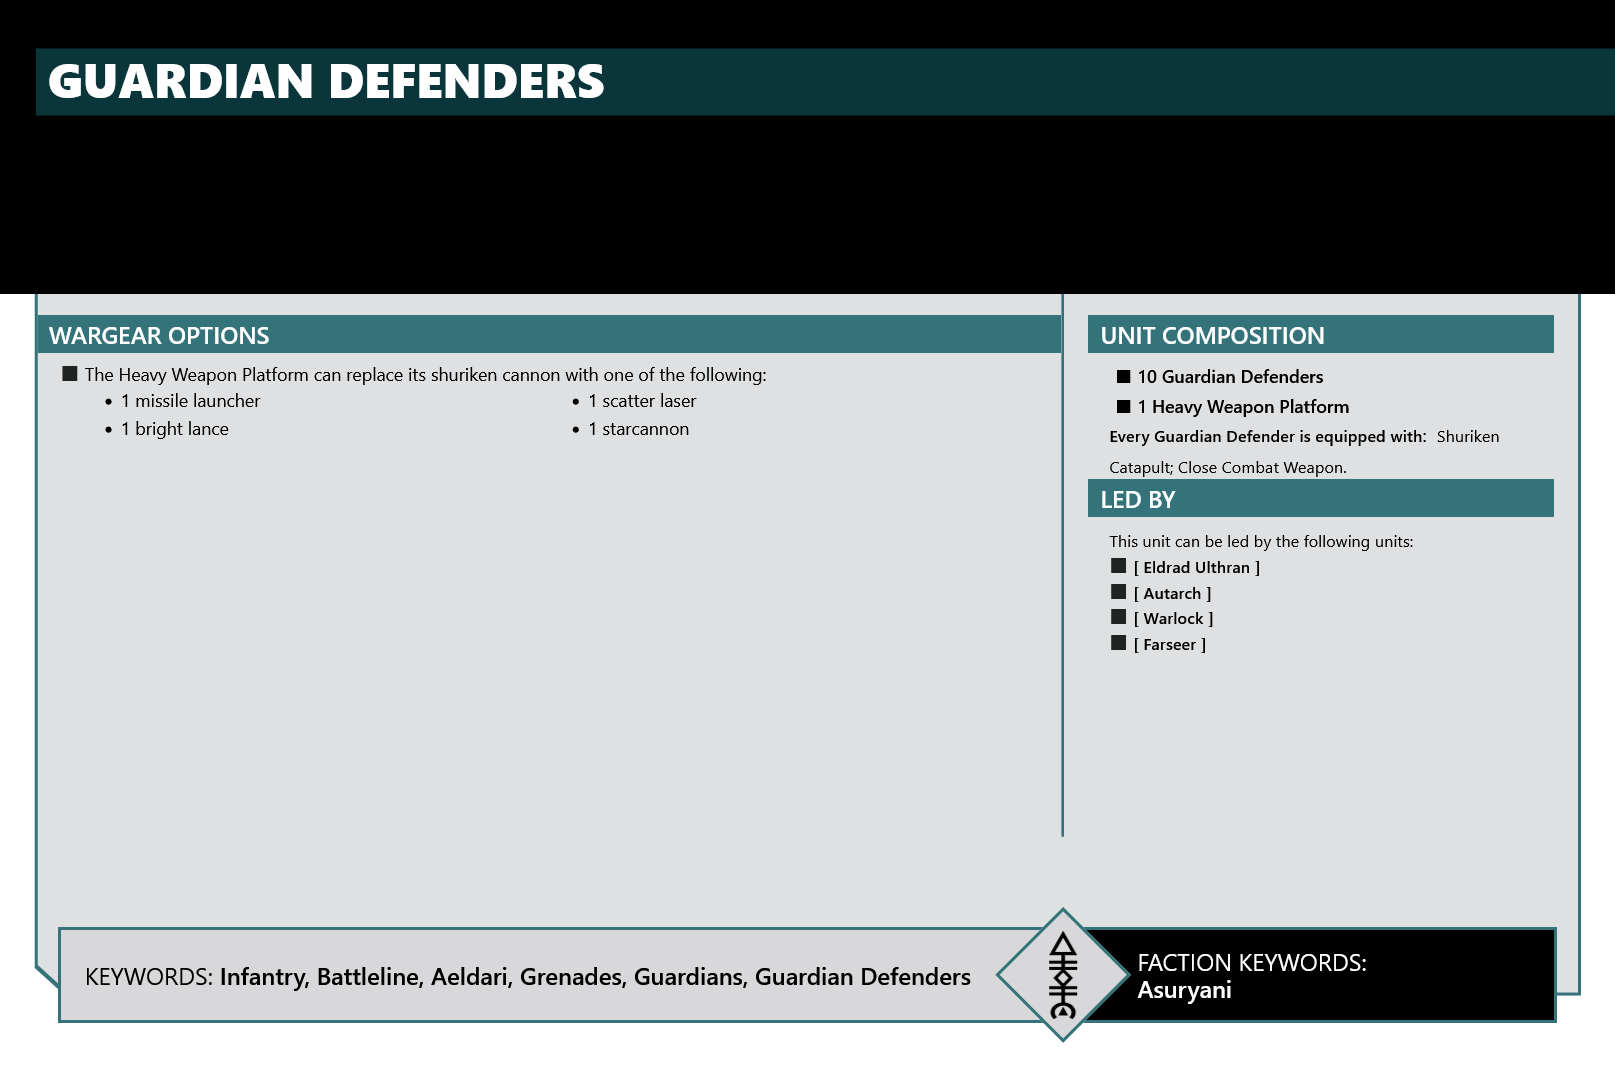 GUARDIAN DEFENDERS
WARGEAR OPTIONS
The Heavy Weapon Platform can replace its shuriken cannon with one of the following:
• 1 missile launcher
• 1 bright lance
• 1 scatter laser
• 1 starcannon
UNIT COMPOSITION
■ 10 Guardian Defenders
■ 1 Heavy Weapon Platform
Every Guardian Defender is equipped with: Shuriken
Catapult; Close Combat Weapon.
LED BY
This unit can be led by the following units:
■ [ Eldrad Ulthran ]
■ [ Autarch ]
■ [ Warlock ]
■ [ Farseer ]
KEYWORDS: Infantry, Battleline, Aeldari, Grenades, Guardians, Guardian Defenders
FACTION KEYWORDS:
Asuryani